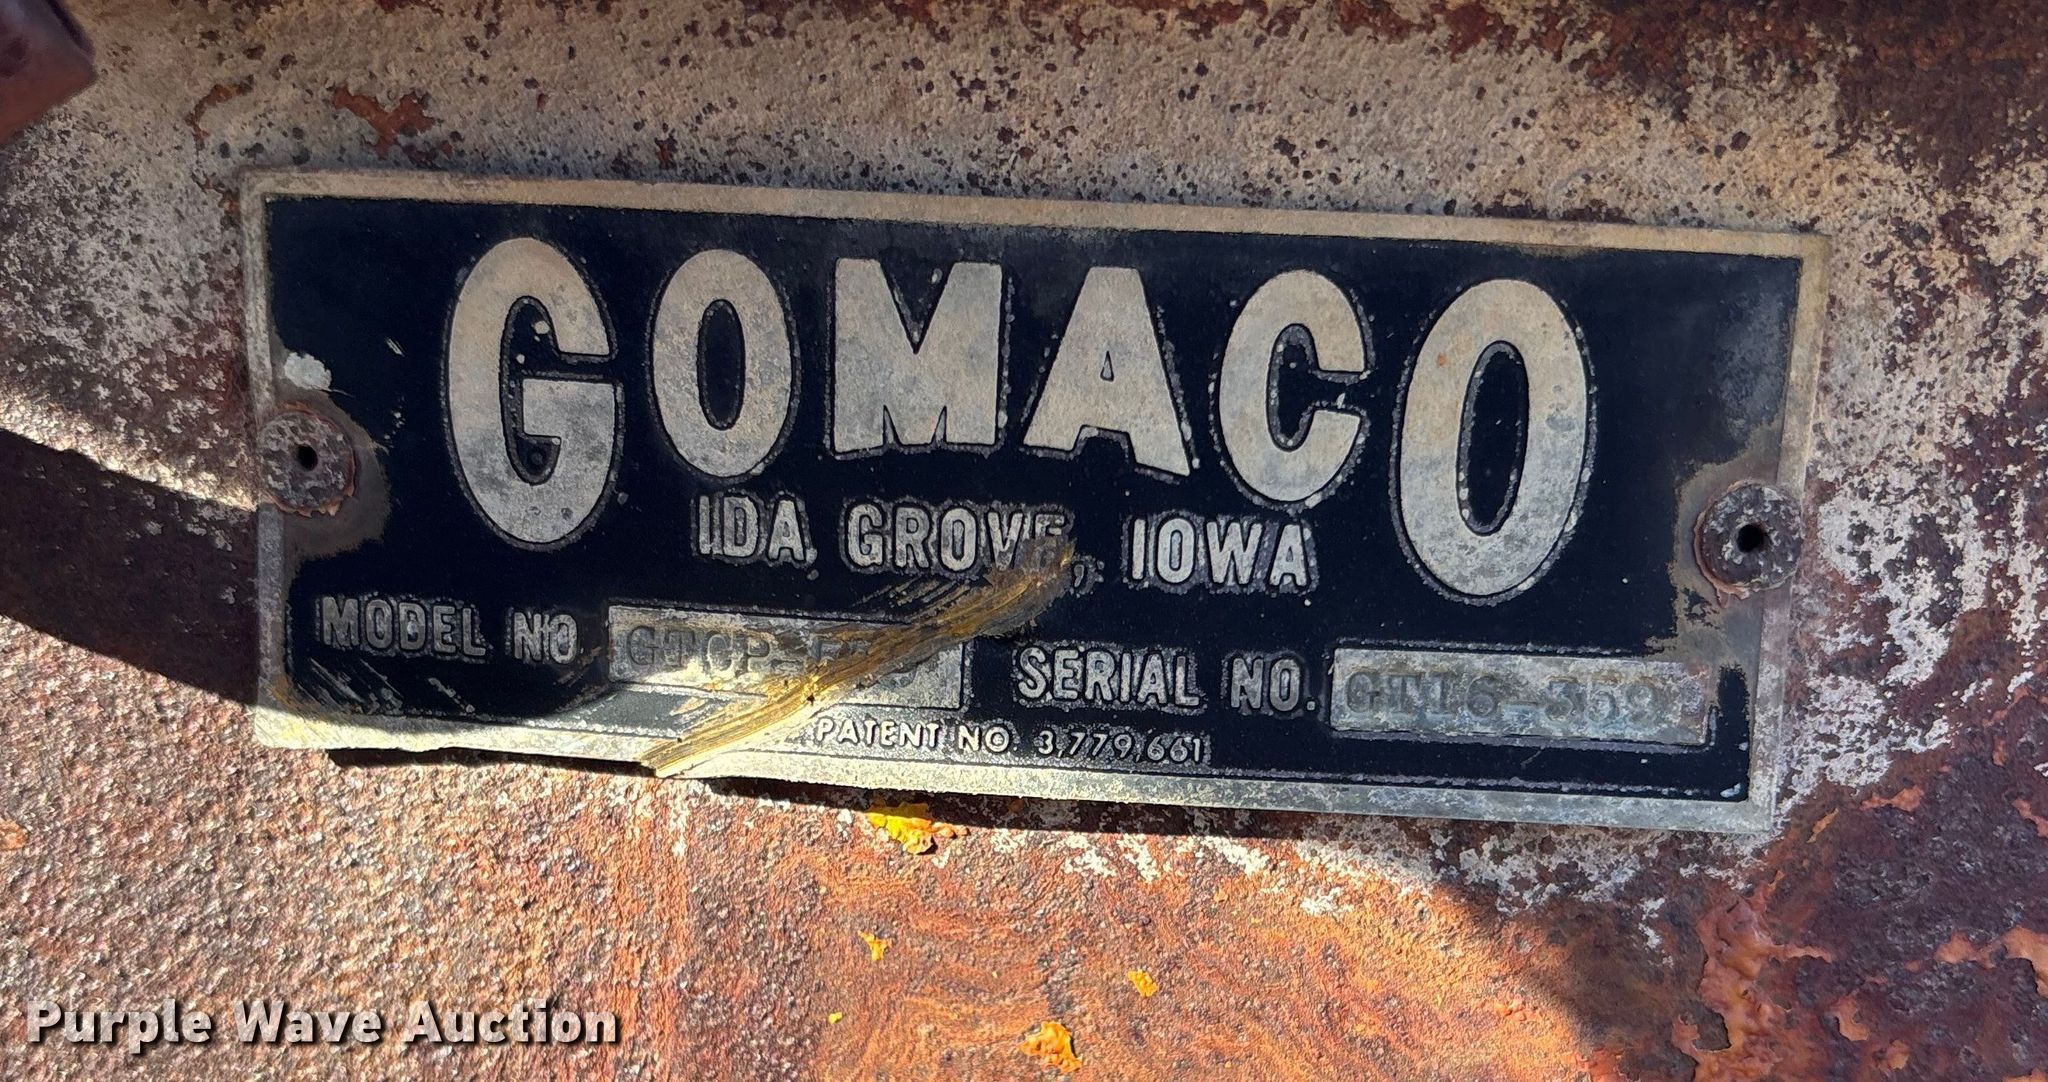 GOMACO
IDA GROVE, IOWA
MODEL NO
SERIAL NO.
PATENT NO. 3,779,661
Purple Wave Auction